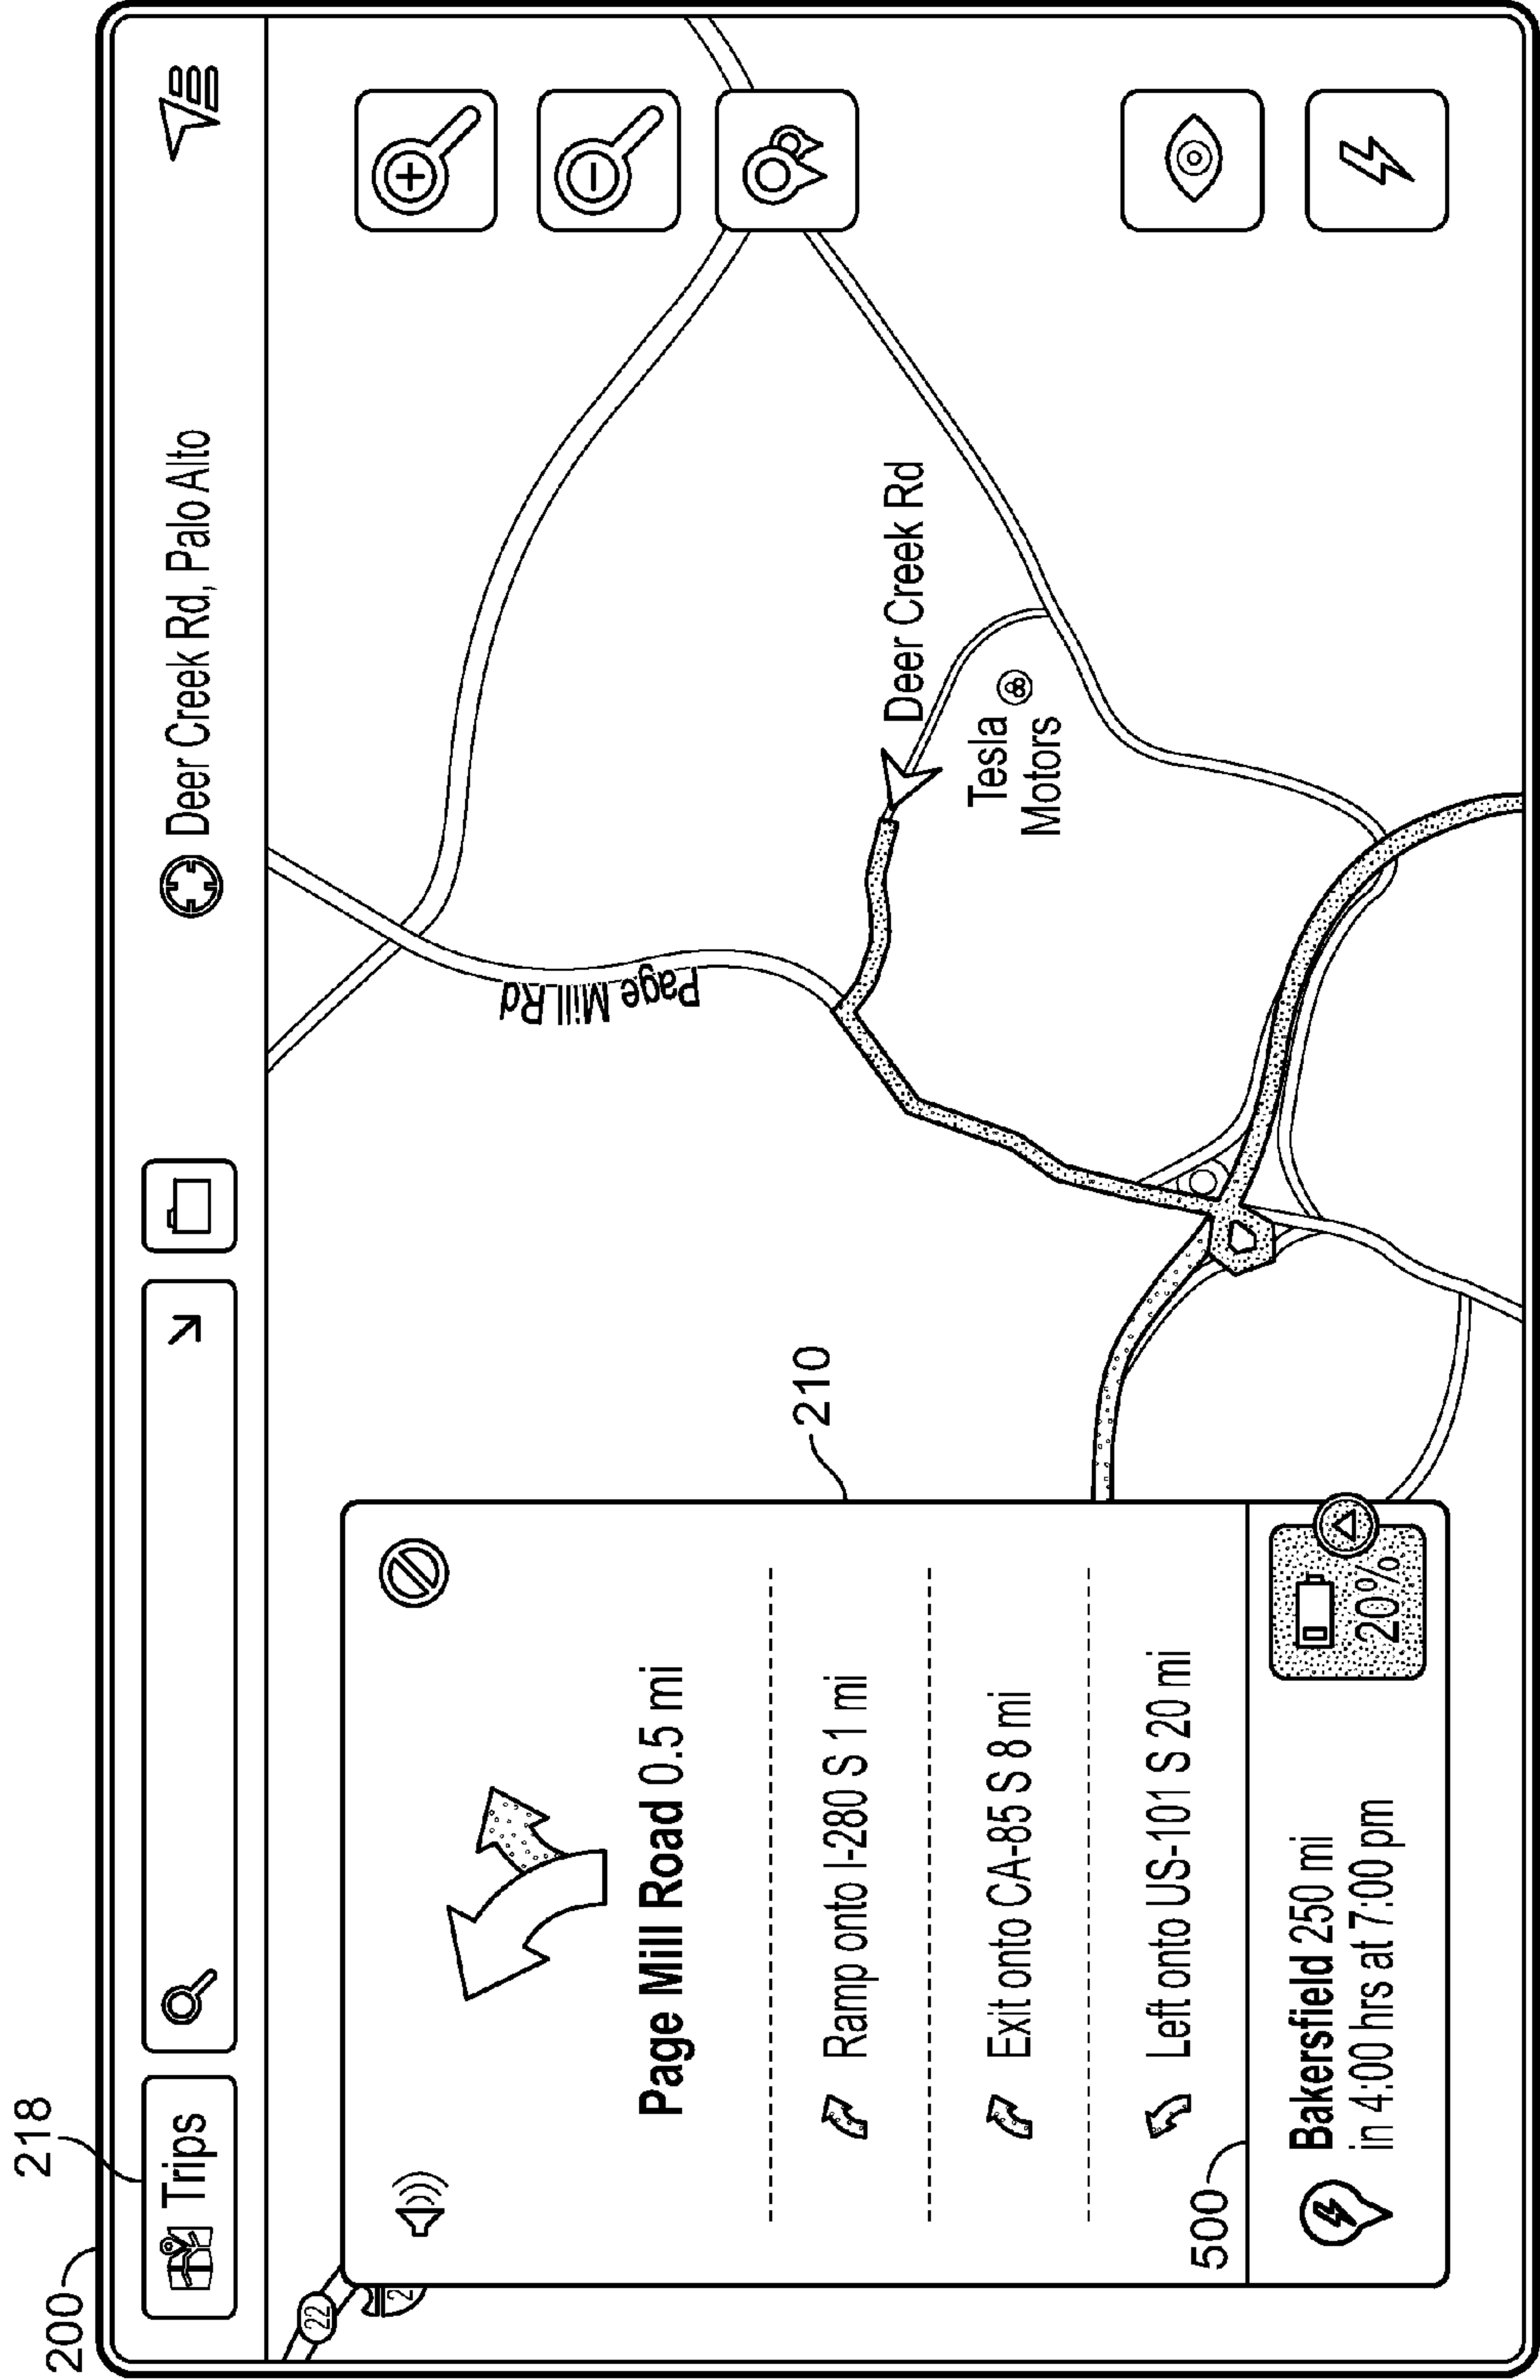 200
218
Trips
Deer Creek Rd, Palo Alto
22
2
210
Page Mill Road 0.5 mi
Ramp onto I-280 S 1 mi
Exit onto CA-85 S 8 mi
Left onto US-101 S 20 mi
500
Bakersfield 250 mi
in 4:00 hrs at 7:00 pm
20%
Page Mill Rd
Deer Creek Rd
Tesla
Motors